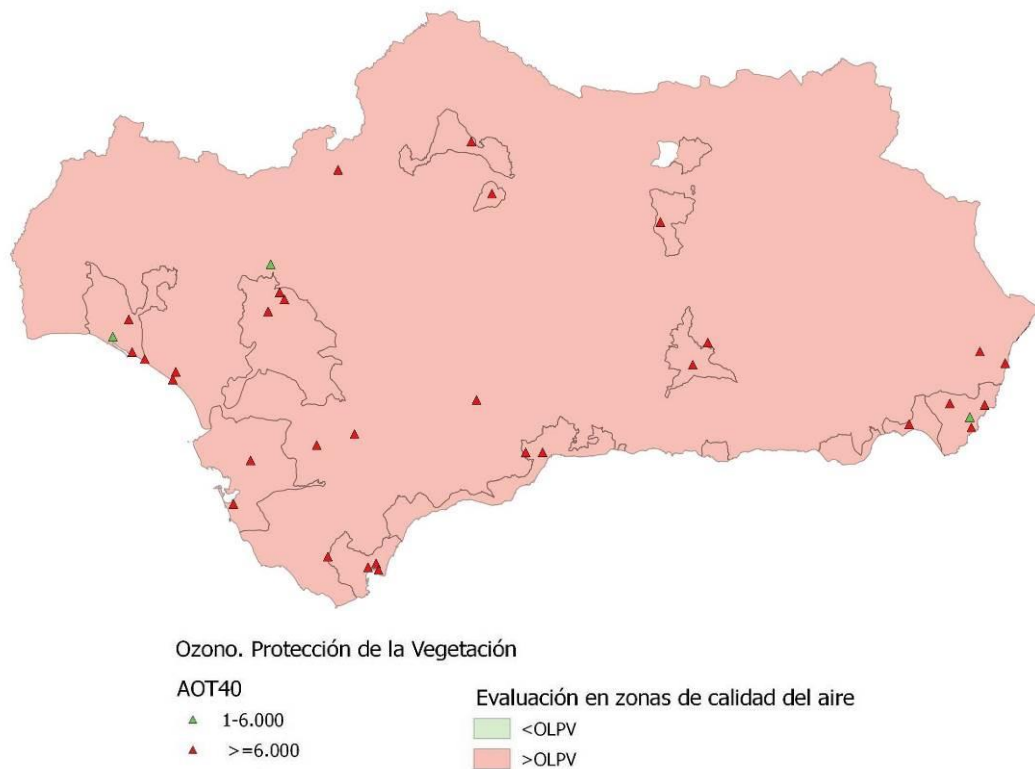 Ozono. Protección de la Vegetación
AOT40
1-6.000
>=6.000
Evaluación en zonas de calidad del aire
<OLPV
>OLPV